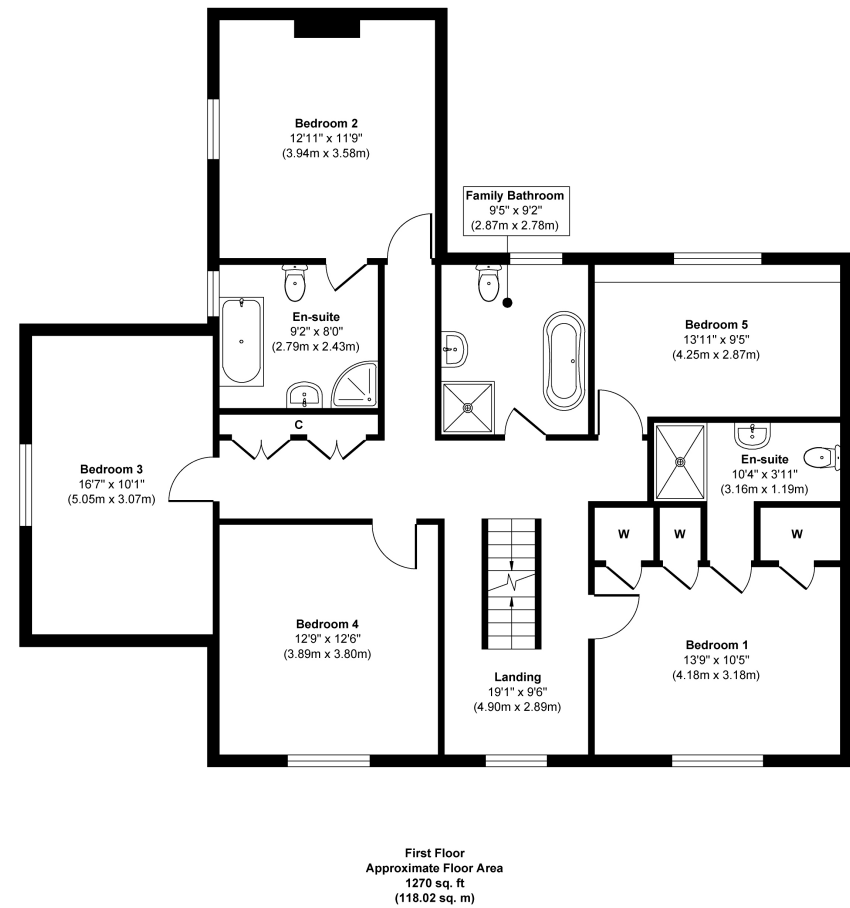 Bedroom 2
12'11" x 11'9"
(3.94m x 3.58m)
Family Bathroom
9'5" x 9'2"
(2.87m x 2.78m)
En-suite
9'2" x 8'0"
(2.79m x 2.43m)
Bedroom 5
13'11" x 9'5"
(4.25m x 2.87m)
C
Bedroom 3
16'7" x 10'1"
(5.05m x 3.07m)
En-suite
10'4" x 3'11"
(3.16m x 1.19m)
W
W
W
Bedroom 4
12'9" x 12'6"
(3.89m x 3.80m)
Bedroom 1
13'9" x 10'5"
(4.18m x 3.18m)
Landing
19'1" x 9'6"
(4.90m x 2.89m)
First Floor
Approximate Floor Area
1270 sq. ft
(118.02 sq. m)